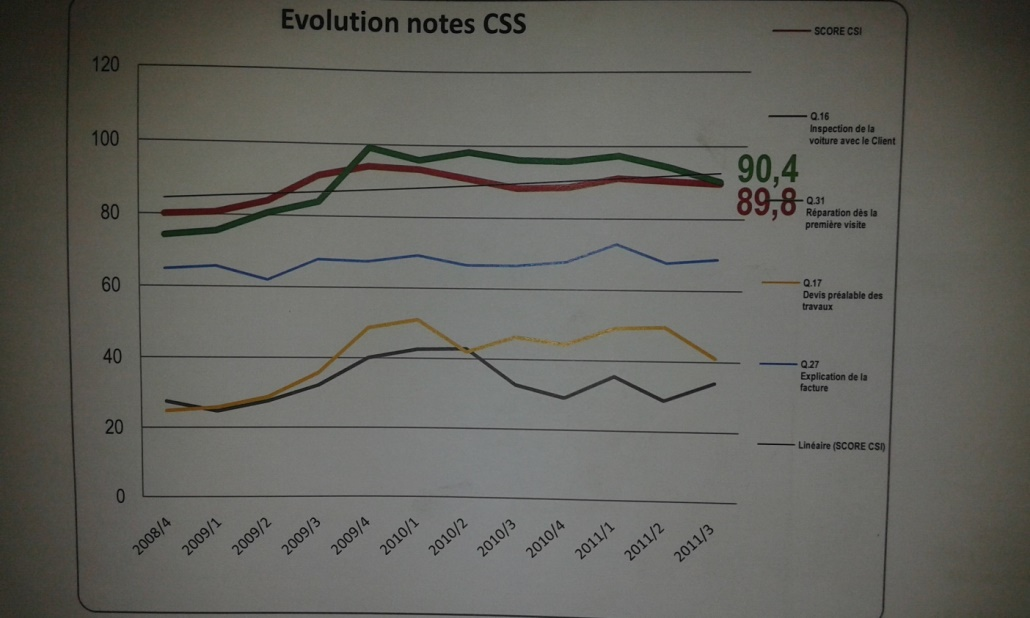 Evolution notes CSS
SCORE CSI
120
100
80
60
40
20
0
Q.16
Inspection de la
voiture avec le Client
90,4
89,8
Q.31
Réparation dès la
première visite
Q.17
Devis préalable des
travaux
Q.27
Explication de la
facture
Linéaire (SCORE CSI)
2008/4
2009/1
2009/2
2009/3
2009/4
2010/1
2010/2
2010/3
2010/4
2011/1
2011/2
2011/3